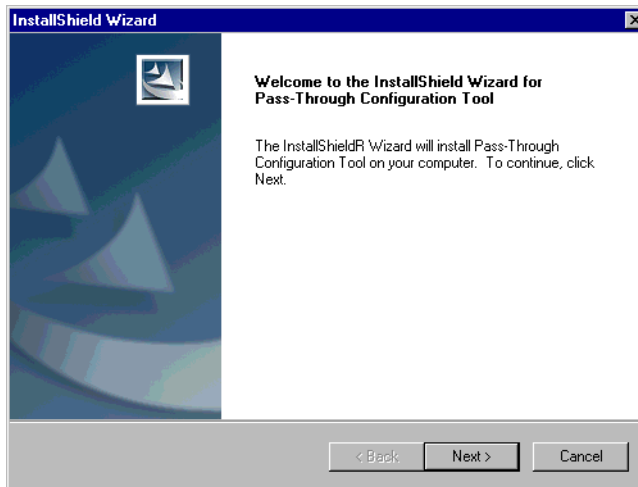 InstallShield Wizard
Welcome to the InstallShield Wizard for
Pass-Through Configuration Tool
The InstallShieldR Wizard will install Pass-Through
Configuration Tool on your computer.  To continue, click
Next.
< Back
Next >
Cancel